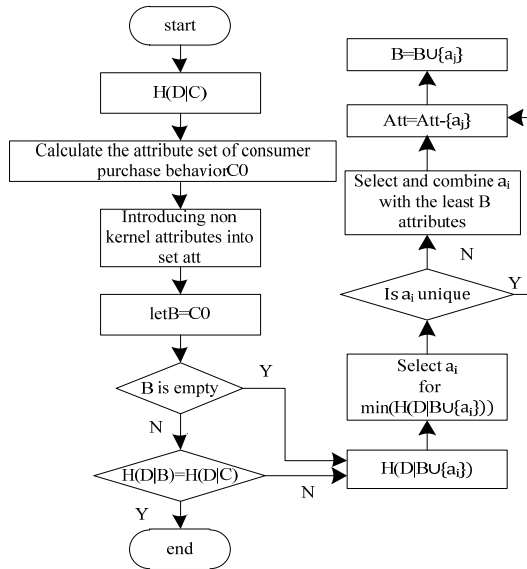 start
H(D|C)
Calculate the attribute set of consumer
purchase behaviorC0
Introducing non
kernel attributes into
set att
letB=C0
B is empty
Y
N
H(D|B)=H(D|C)
N
Y
end
B=B∪{aⱼ}
Att=Att-{aⱼ}
Select and combine aᵢ
with the least B
attributes
N
Y
Is aᵢ unique
Select aᵢ
for
min(H(D|B∪{aᵢ}))
H(D|B∪{aᵢ})